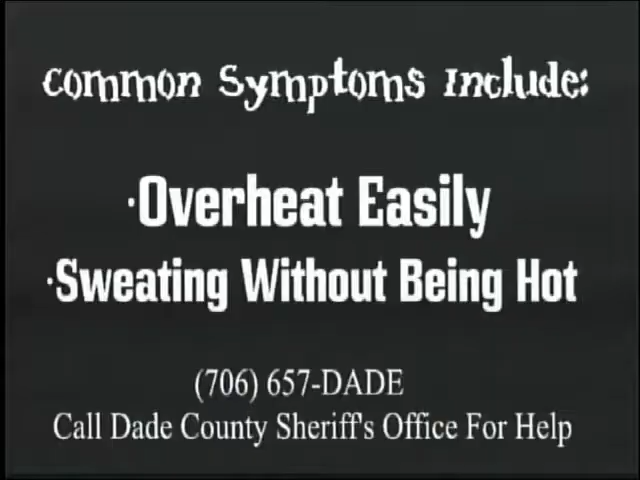 Common Symptoms Include:
·Overheat Easily
·Sweating Without Being Hot
(706) 657-DADE
Call Dade County Sheriff's Office For Help